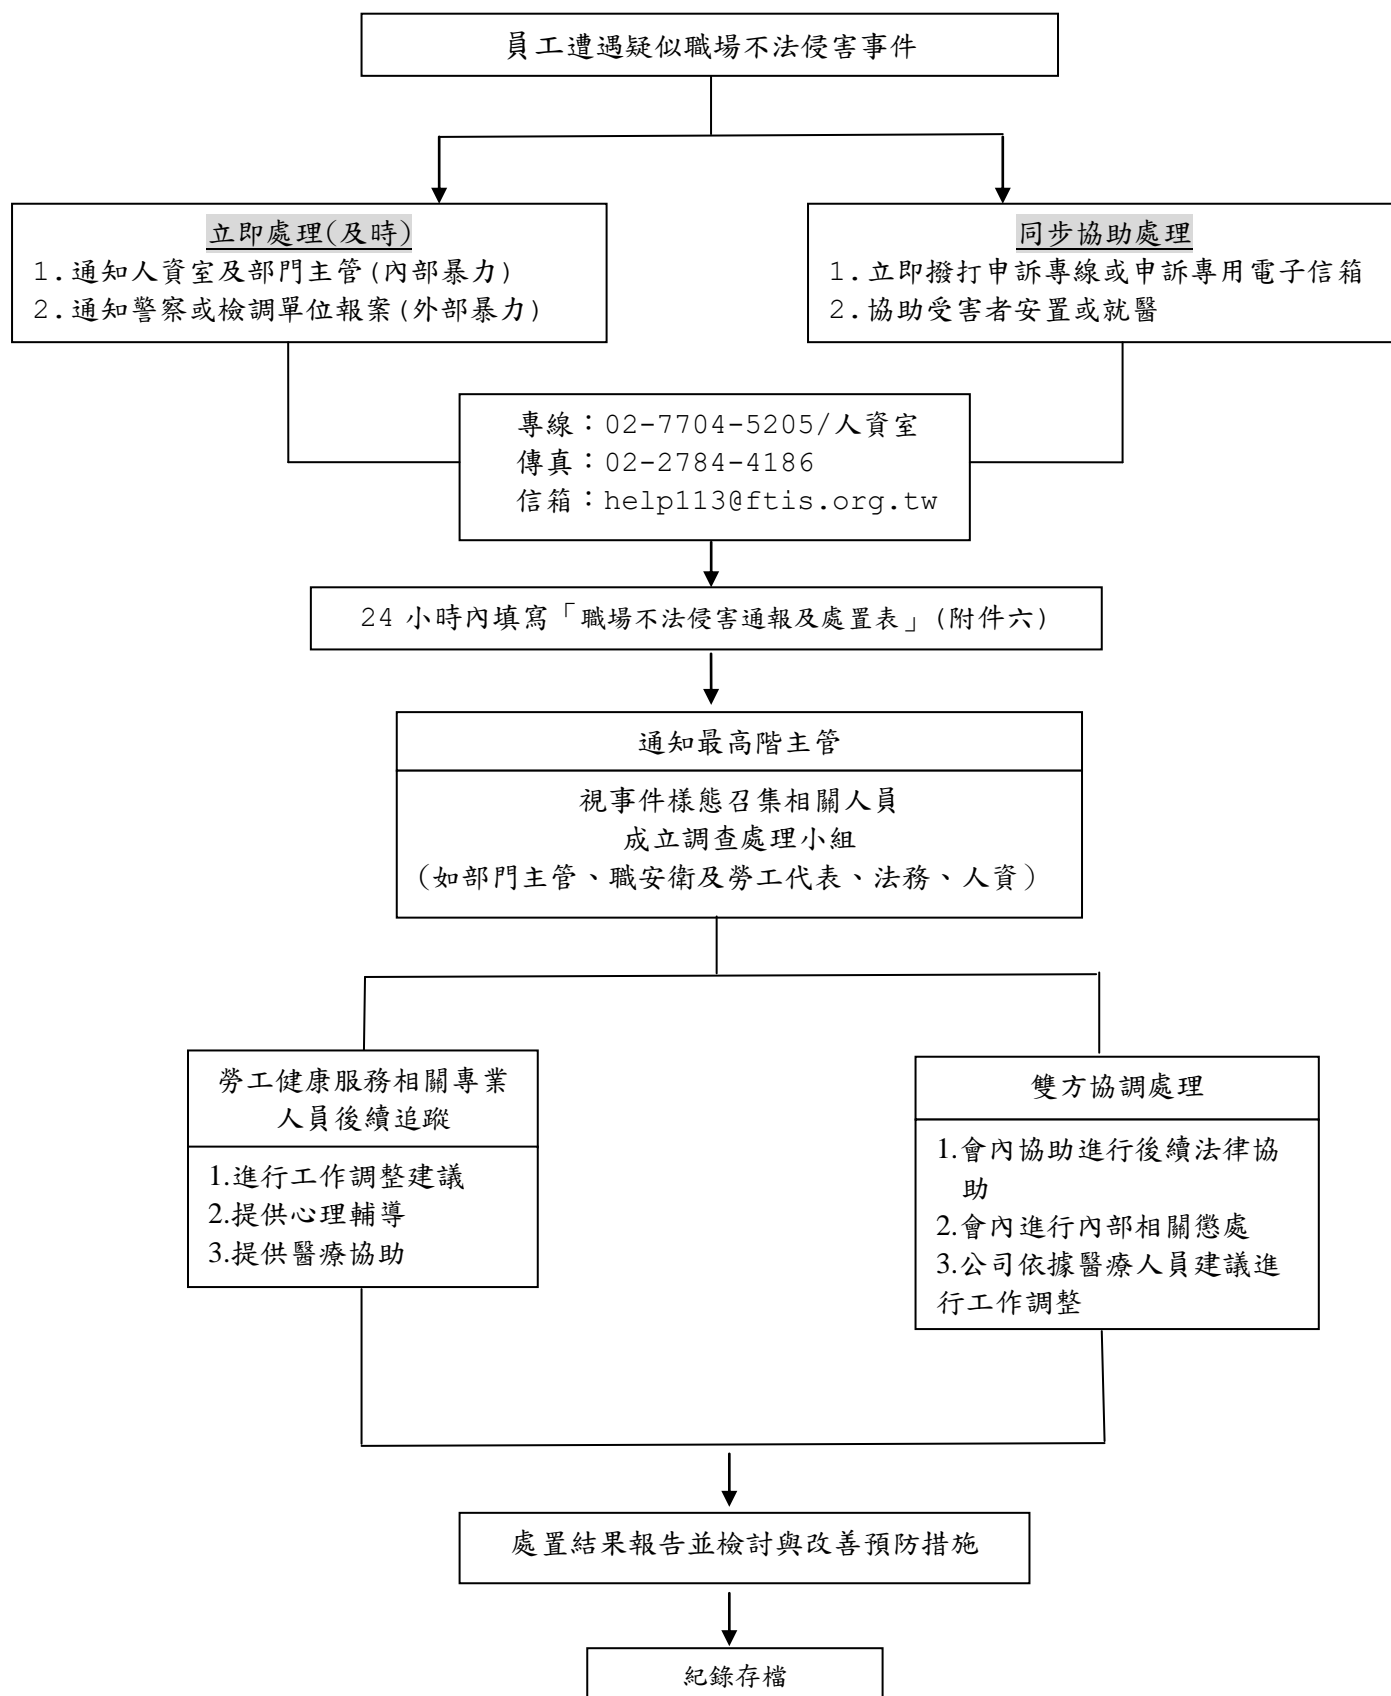 員工遭遇疑似職場不法侵害事件
立即處理(及時)
1.通知人資室及部門主管(內部暴力)
2.通知警察或檢調單位報案(外部暴力)
同步協助處理
1.立即撥打申訴專線或申訴專用電子信箱
2.協助受害者安置或就醫
專線：02-7704-5205/人資室
傳真：02-2784-4186
信箱：help113@ftis.org.tw
24 小時內填寫「職場不法侵害通報及處置表」(附件六)
通知最高階主管
視事件樣態召集相關人員
成立調查處理小組
（如部門主管、職安衛及勞工代表、法務、人資）
勞工健康服務相關專業
人員後續追蹤
1.進行工作調整建議
2.提供心理輔導
3.提供醫療協助
雙方協調處理
1.會內協助進行後續法律協
助
2.會內進行內部相關懲處
3.公司依據醫療人員建議進
行工作調整
處置結果報告並檢討與改善預防措施
紀錄存檔